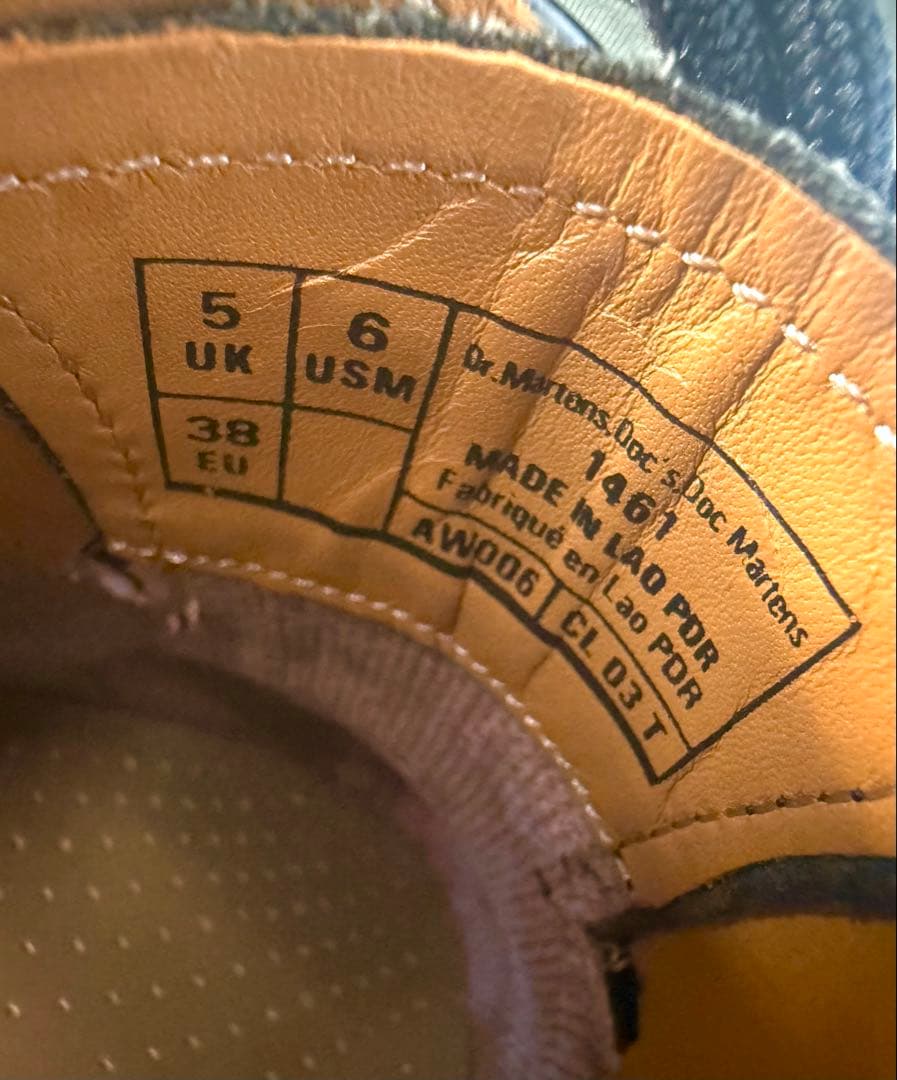 5
UK
6
USM
38
EU
Dr.Martens.Doc's.Doc Martens
1461
MADE IN LAO PDR
Fabriqué en Lao PDR
AW006
CL 03 T